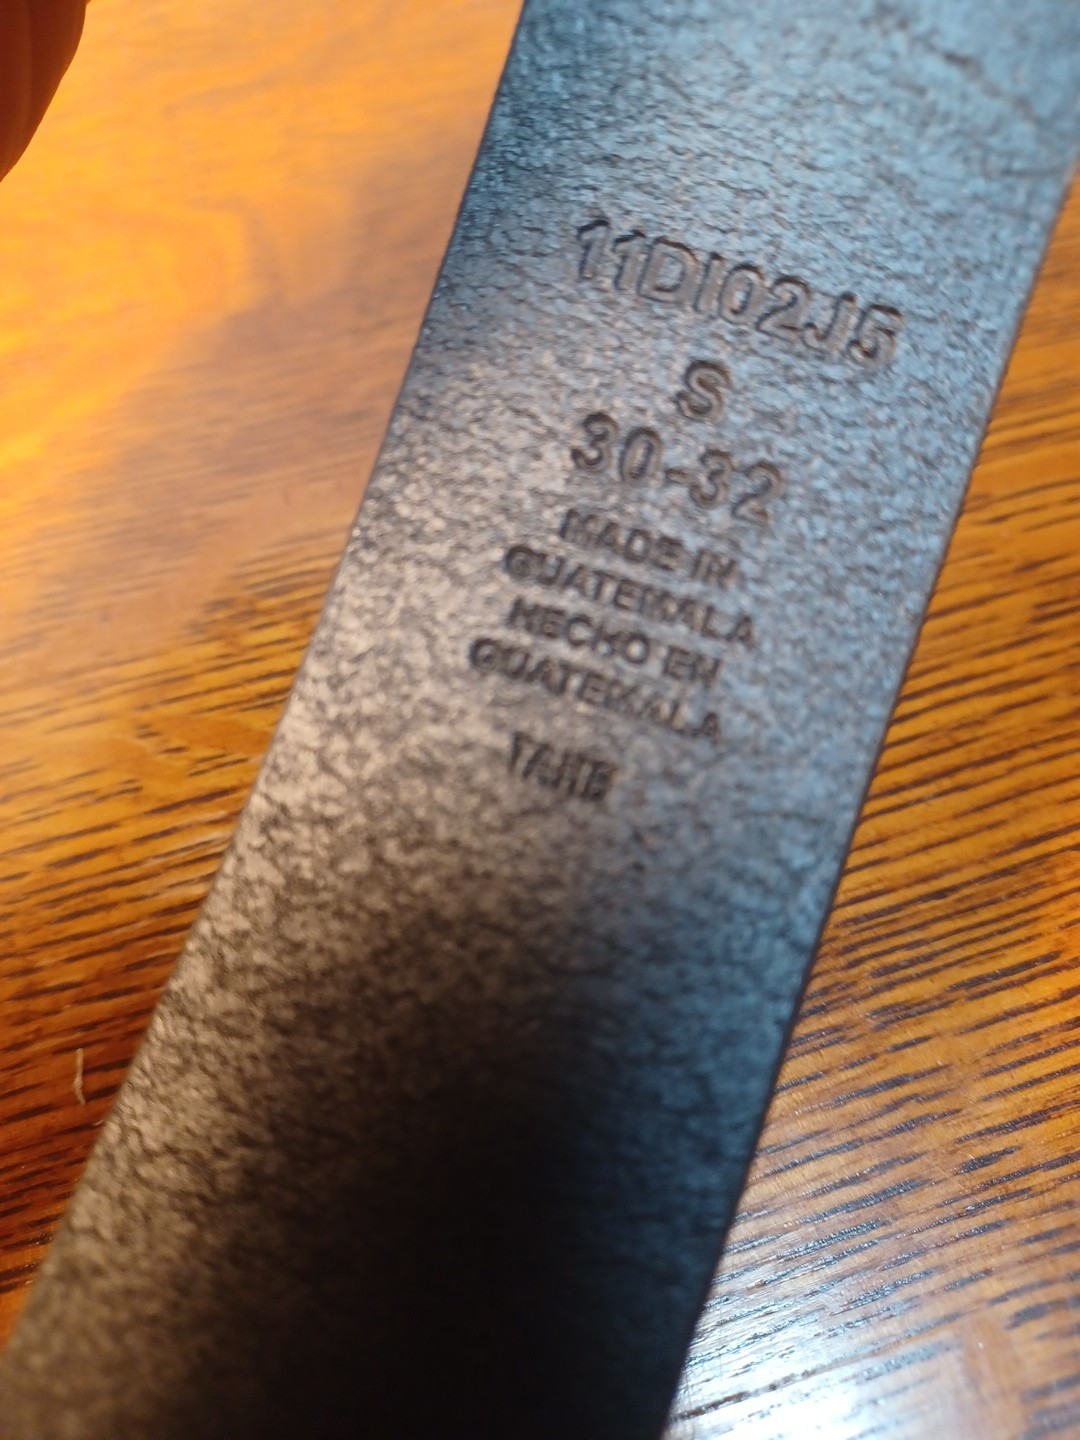 11DI02J5
S
30-32
MADE IN
GUATEMALA
HECHO EN
GUATEMALA